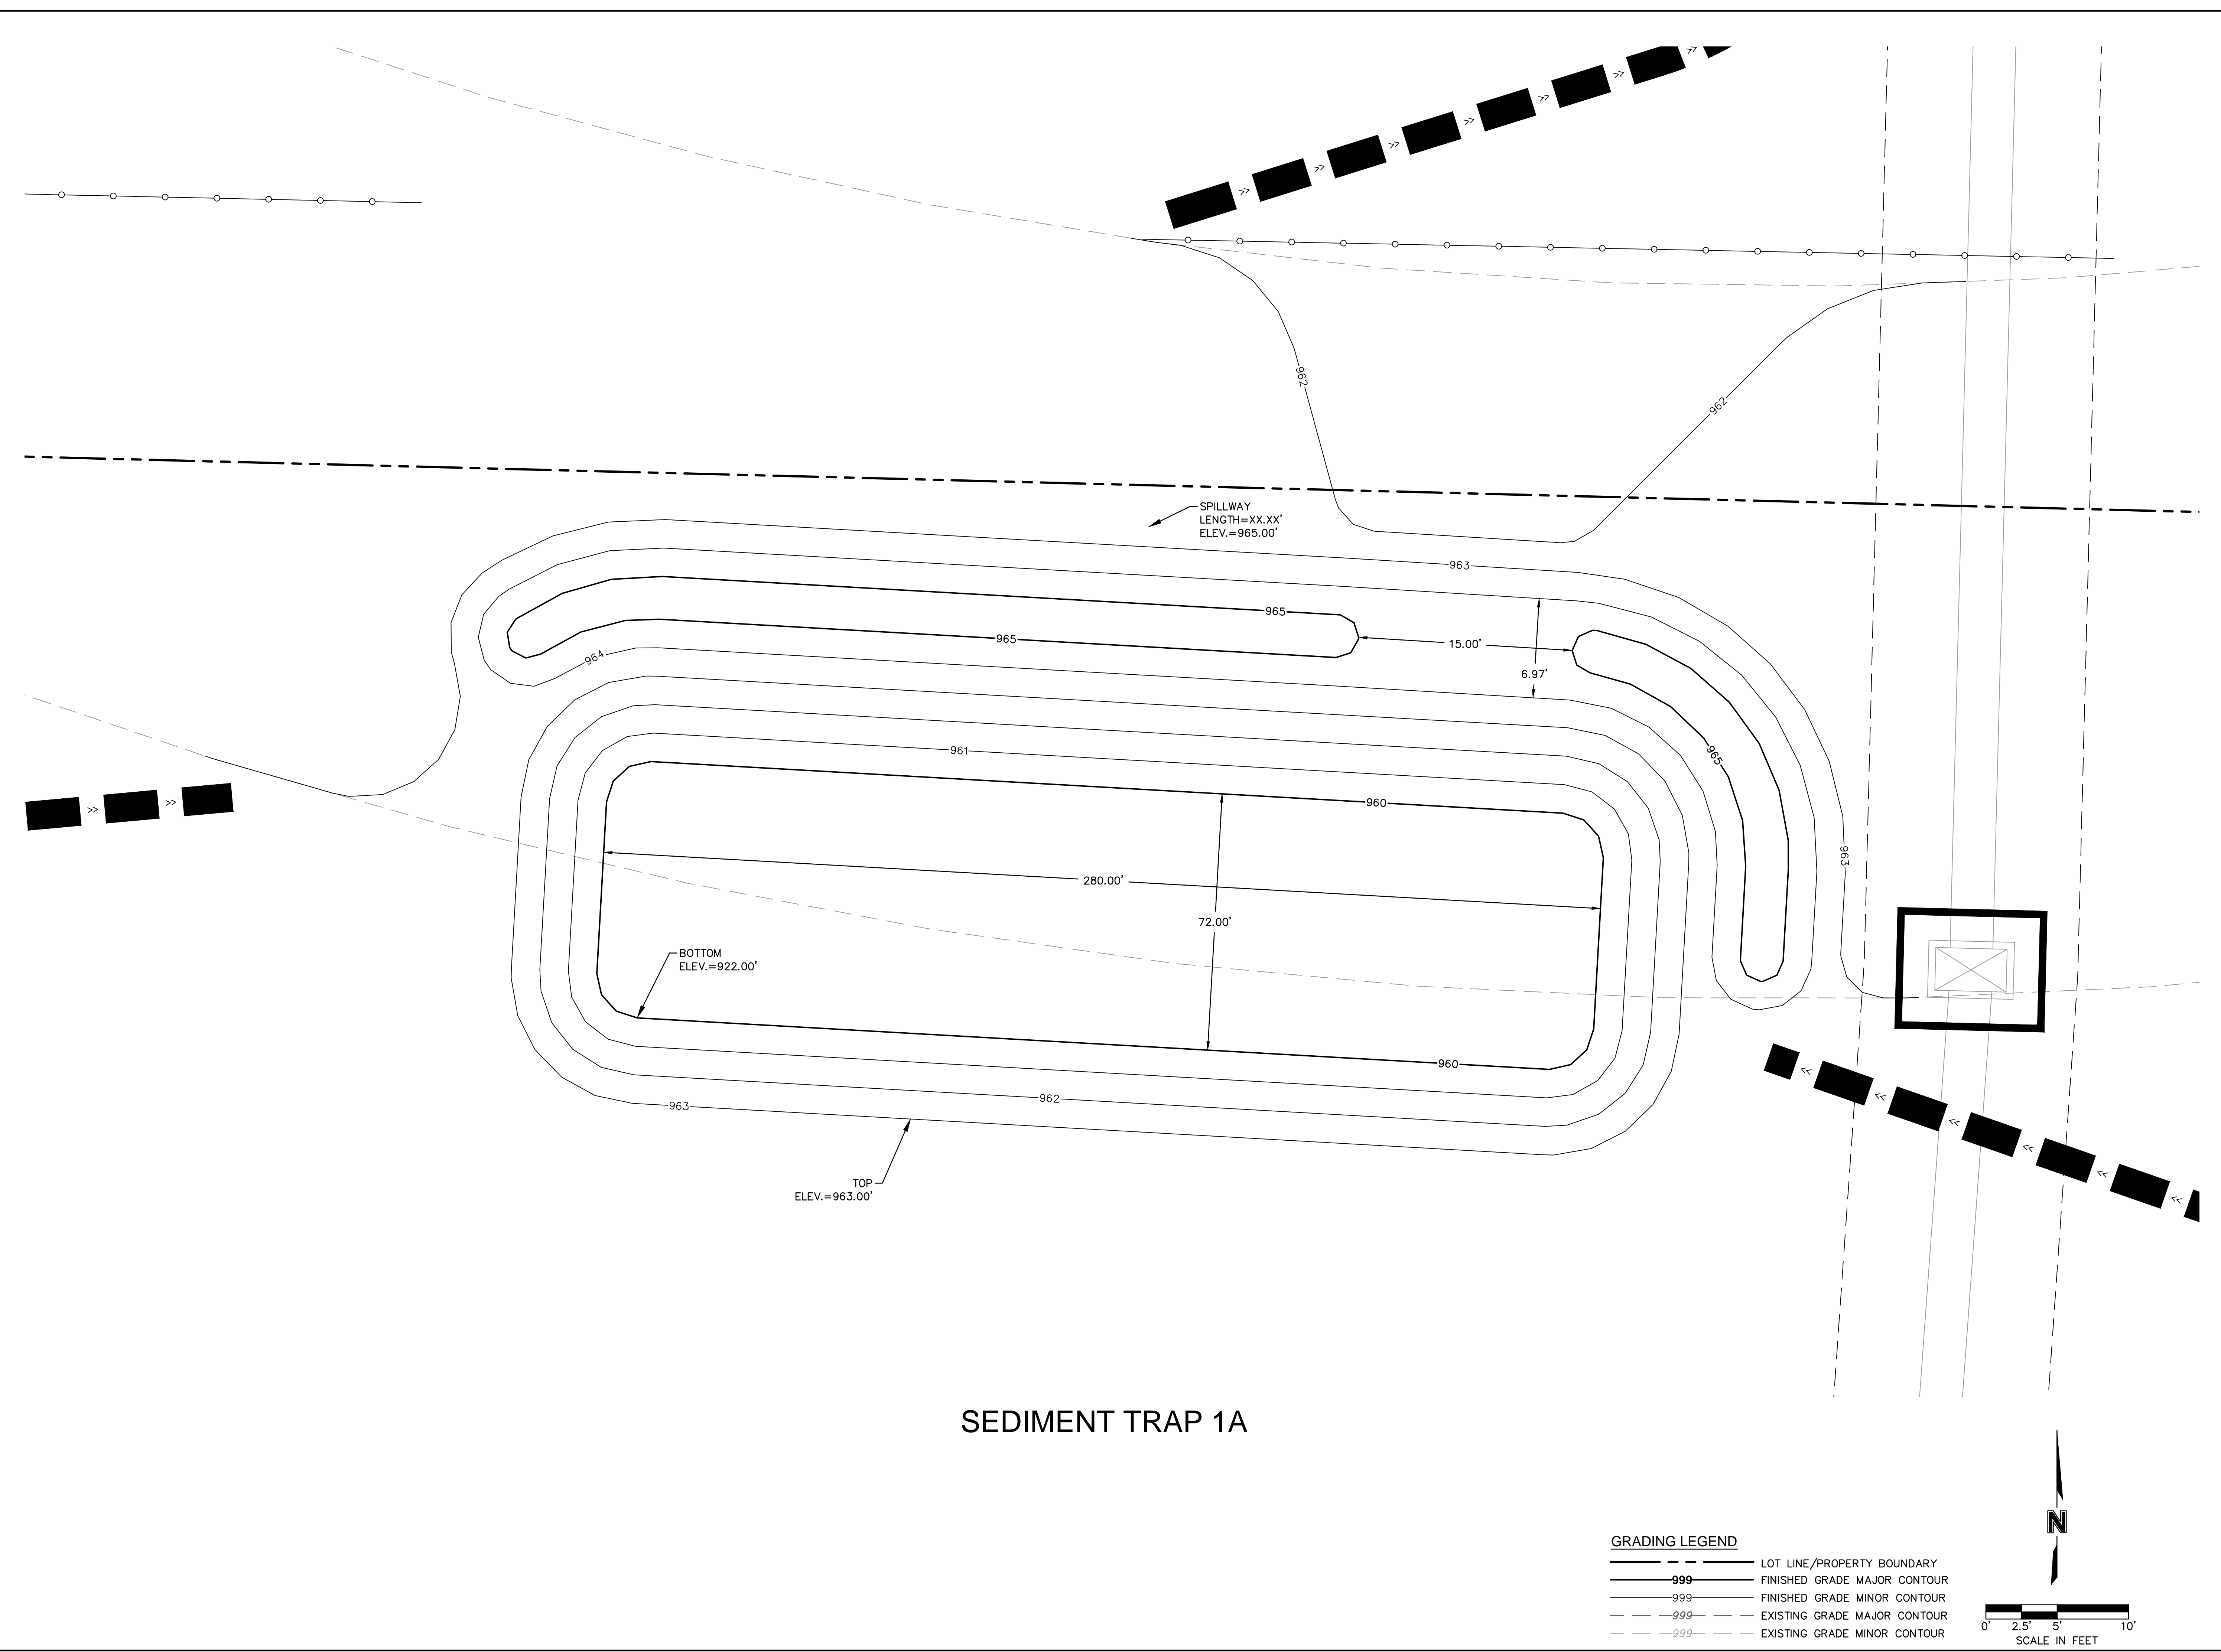 >> >> >> >> >> >> >>
962
962
SPILLWAY
LENGTH=XX.XX'
ELEV.=965.00'
963
965
965
15.00'
964
6.97'
961
965
960
>> >>
963
280.00'
72.00'
BOTTOM
ELEV.=922.00'
960
<< << << << << <<
962
963
TOP
ELEV.=963.00'
SEDIMENT TRAP 1A
N
GRADING LEGEND
LOT LINE/PROPERTY BOUNDARY
999 FINISHED GRADE MAJOR CONTOUR
999 FINISHED GRADE MINOR CONTOUR
999 EXISTING GRADE MAJOR CONTOUR
999 EXISTING GRADE MINOR CONTOUR
0' 2.5' 5' 10'
SCALE IN FEET